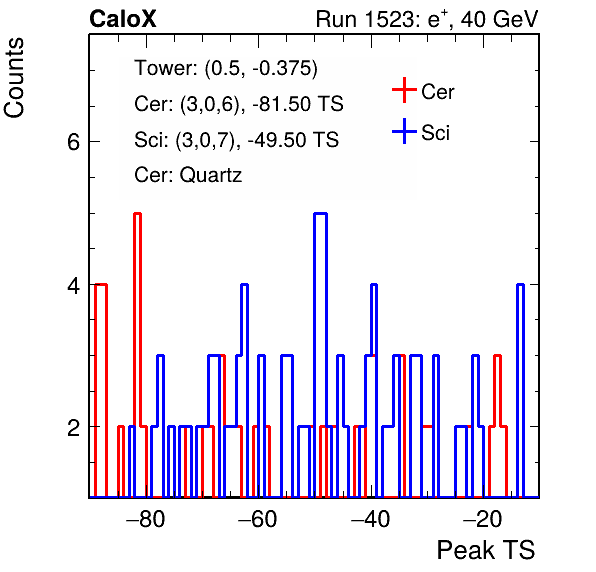 CaloX Run 1523: e+, 40 GeV
Counts
Tower: (0.5, -0.375)
Cer: (3,0,6), -81.50 TS
Sci: (3,0,7), -49.50 TS
Cer: Quartz
Cer
Sci
6
4
2
−80 −60 −40 −20
Peak TS